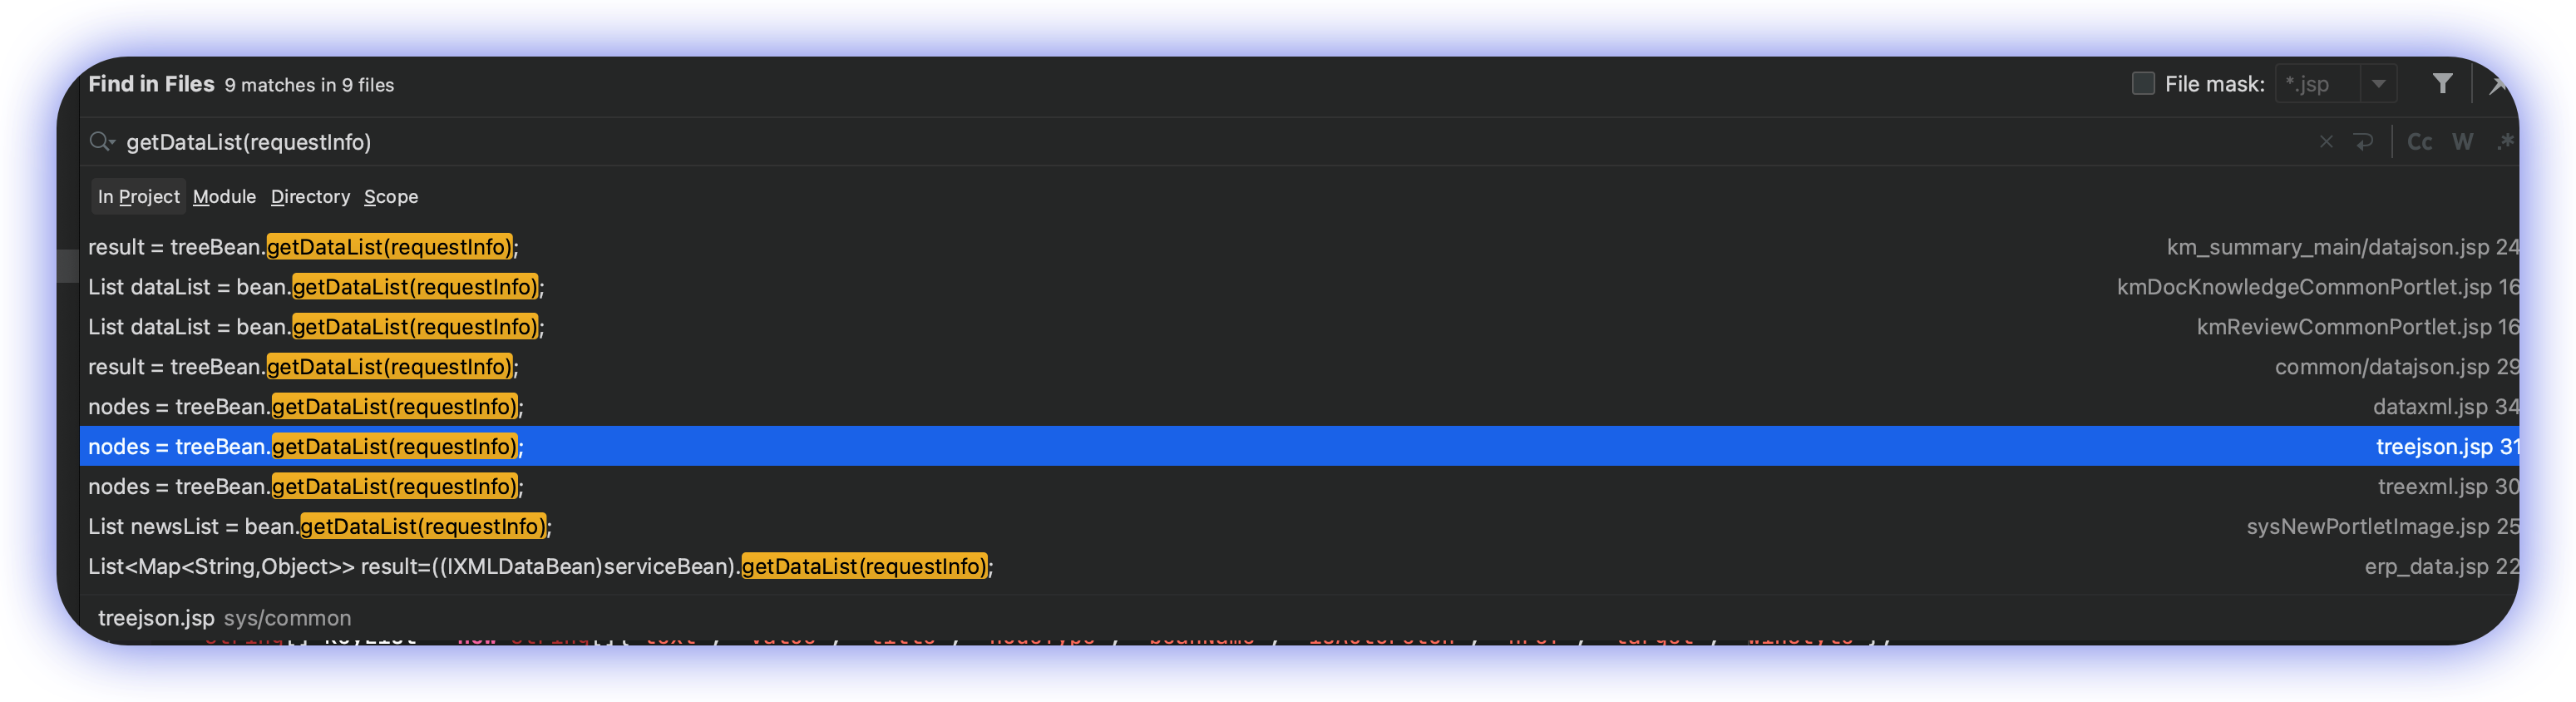 Find in Files 9 matches in 9 files File mask: *.jsp
getDataList(requestInfo) Cc W .*
In Project Module Directory Scope
result = treeBean.getDataList(requestInfo); km_summary_main/datajson.jsp 24
List dataList = bean.getDataList(requestInfo); kmDocKnowledgeCommonPortlet.jsp 16
List dataList = bean.getDataList(requestInfo); kmReviewCommonPortlet.jsp 16
result = treeBean.getDataList(requestInfo); common/datajson.jsp 29
nodes = treeBean.getDataList(requestInfo); dataxml.jsp 34
nodes = treeBean.getDataList(requestInfo); treejson.jsp 31
nodes = treeBean.getDataList(requestInfo); treexml.jsp 30
List newsList = bean.getDataList(requestInfo); sysNewPortletImage.jsp 25
List<Map<String,Object>> result=((IXMLDataBean)serviceBean).getDataList(requestInfo); erp_data.jsp 22
treejson.jsp sys/common